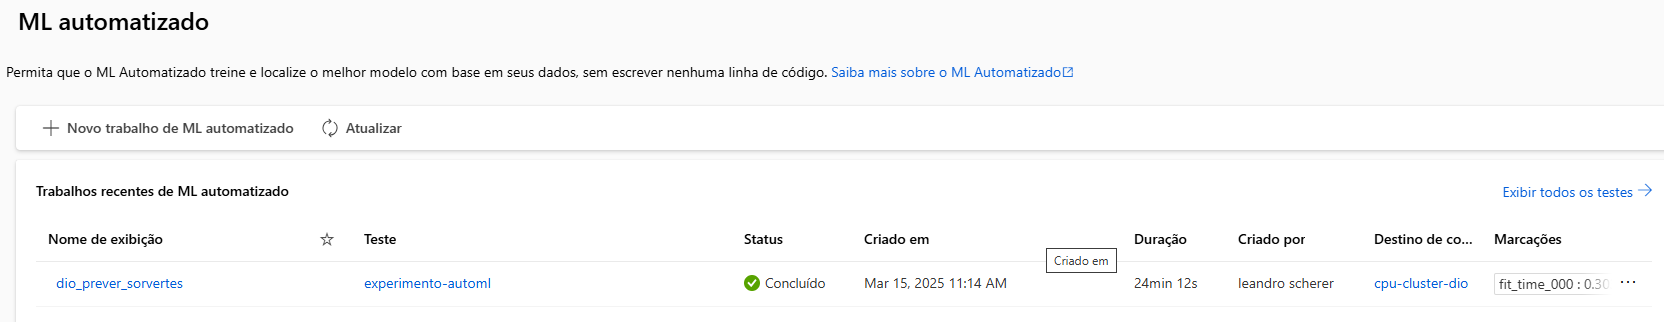 ML automatizado
Permita que o ML Automatizado treine e localize o melhor modelo com base em seus dados, sem escrever nenhuma linha de código. Saiba mais sobre o ML Automatizado
Novo trabalho de ML automatizado Atualizar
Trabalhos recentes de ML automatizado Exibir todos os testes
Nome de exibição Teste Status Criado em Duração Criado por Destino de co... Marcações
Criado em
dio_prever_sorvertes experimento-automl Concluído Mar 15, 2025 11:14 AM 24min 12s leandro scherer cpu-cluster-dio fit_time_000 : 0.30 ...